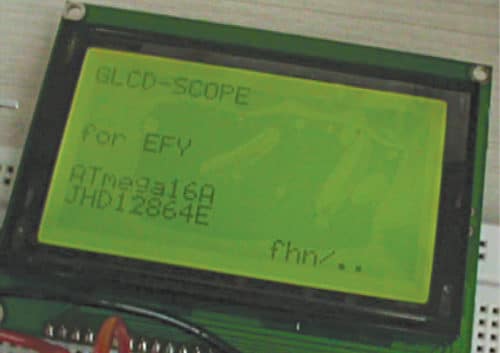 GLCD-SCOPE
for EFY
ATmega16A
JHD12864E
fhn/..